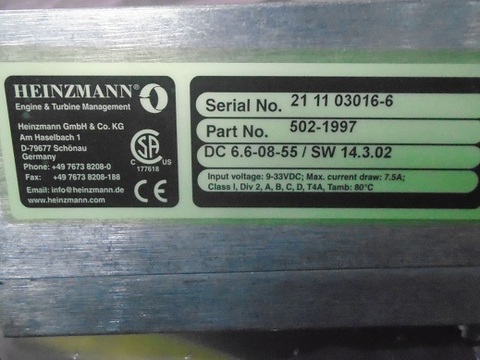 HEINZMANN®
Engine & Turbine Management
Heinzmann GmbH & Co. KG
Am Haselbach 1
D-79677 Schönau
Germany
Phone: +49 7673 8208-0
Fax: +49 7673 8208-188
Email: info@heinzmann.de
www.heinzmann.com
C US
177618
Serial No. 21 11 03016-6
Part No. 502-1997
DC 6.6-08-55 / SW 14.3.02
Input voltage: 9-33VDC; Max. current draw: 7.5A;
Class I, Div 2, A, B, C, D, T4A, Tamb: 80°C